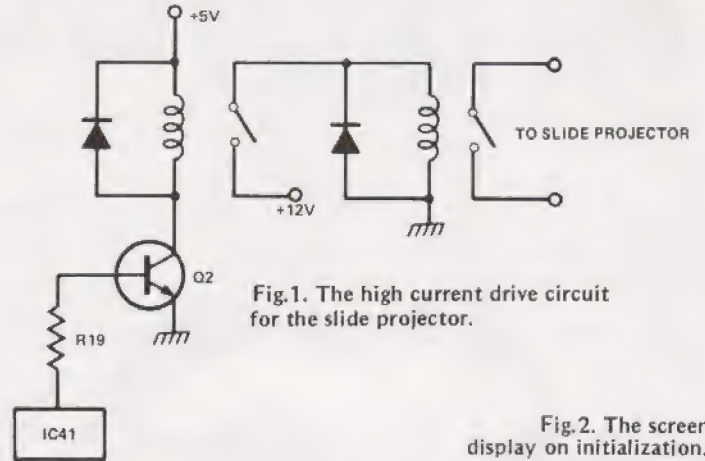 +5V
TO SLIDE PROJECTOR
+12V
Q2
Fig.1. The high current drive circuit
for the slide projector.
R19
IC41
Fig.2. The screen
display on initialization.